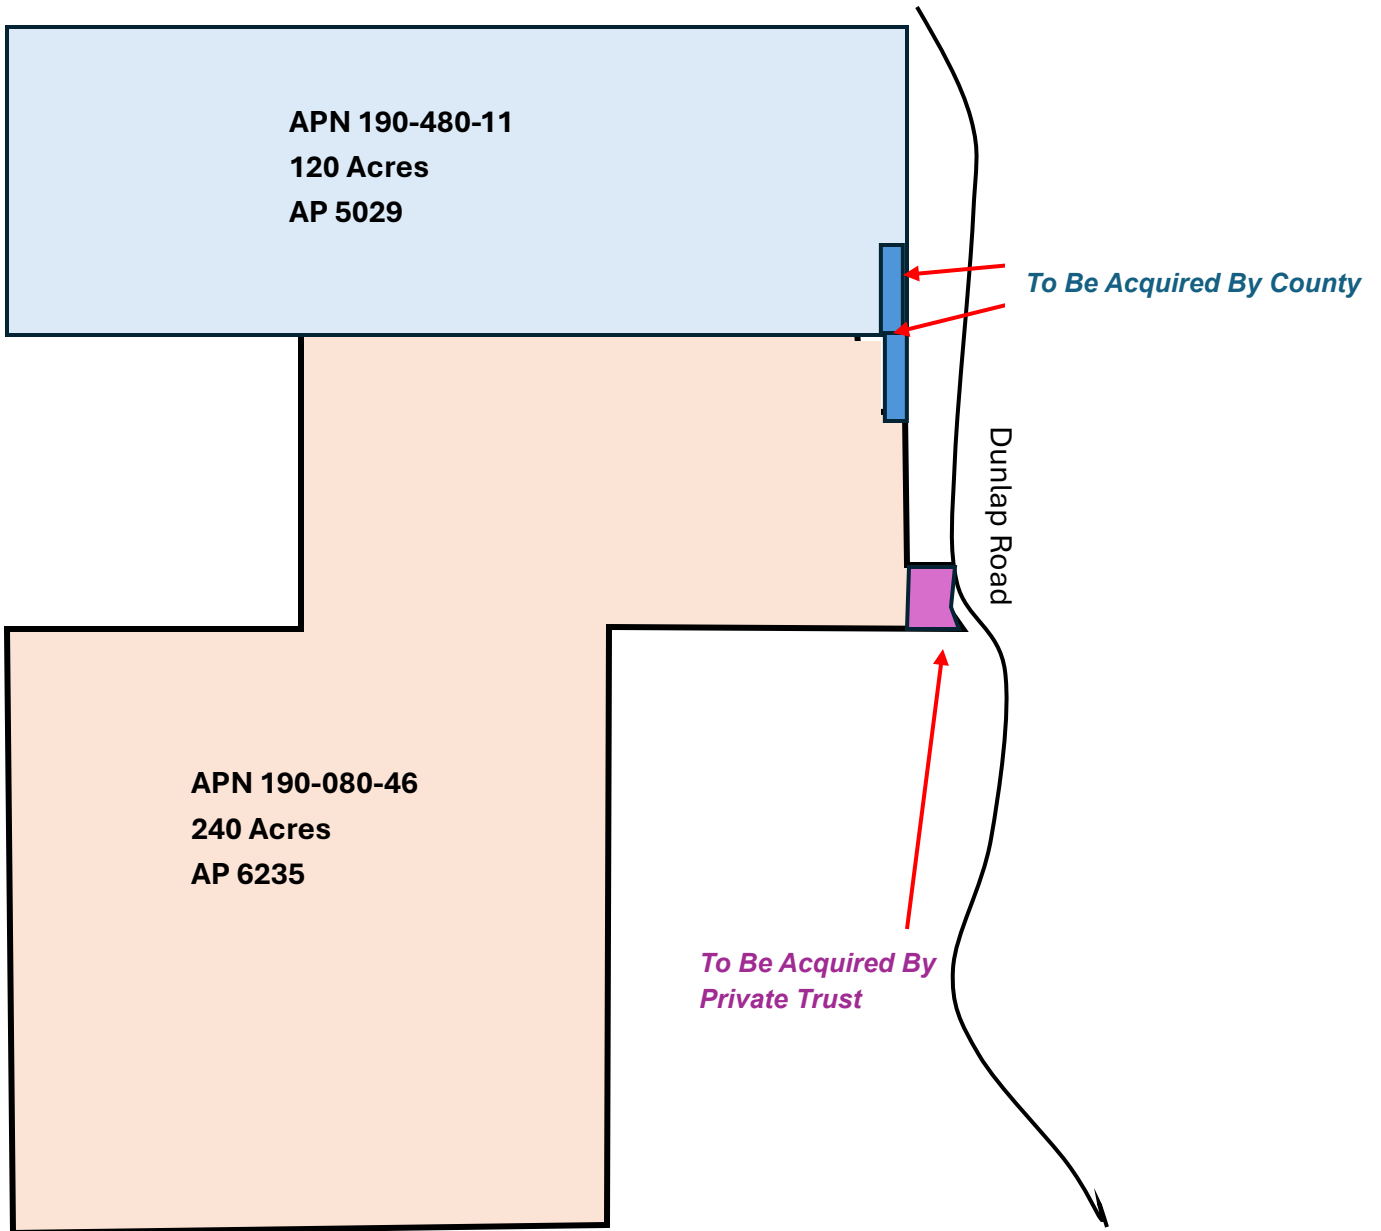 APN 190-480-11
120 Acres
AP 5029
To Be Acquired By County
Dunlap Road
APN 190-080-46
240 Acres
AP 6235
To Be Acquired By
Private Trust